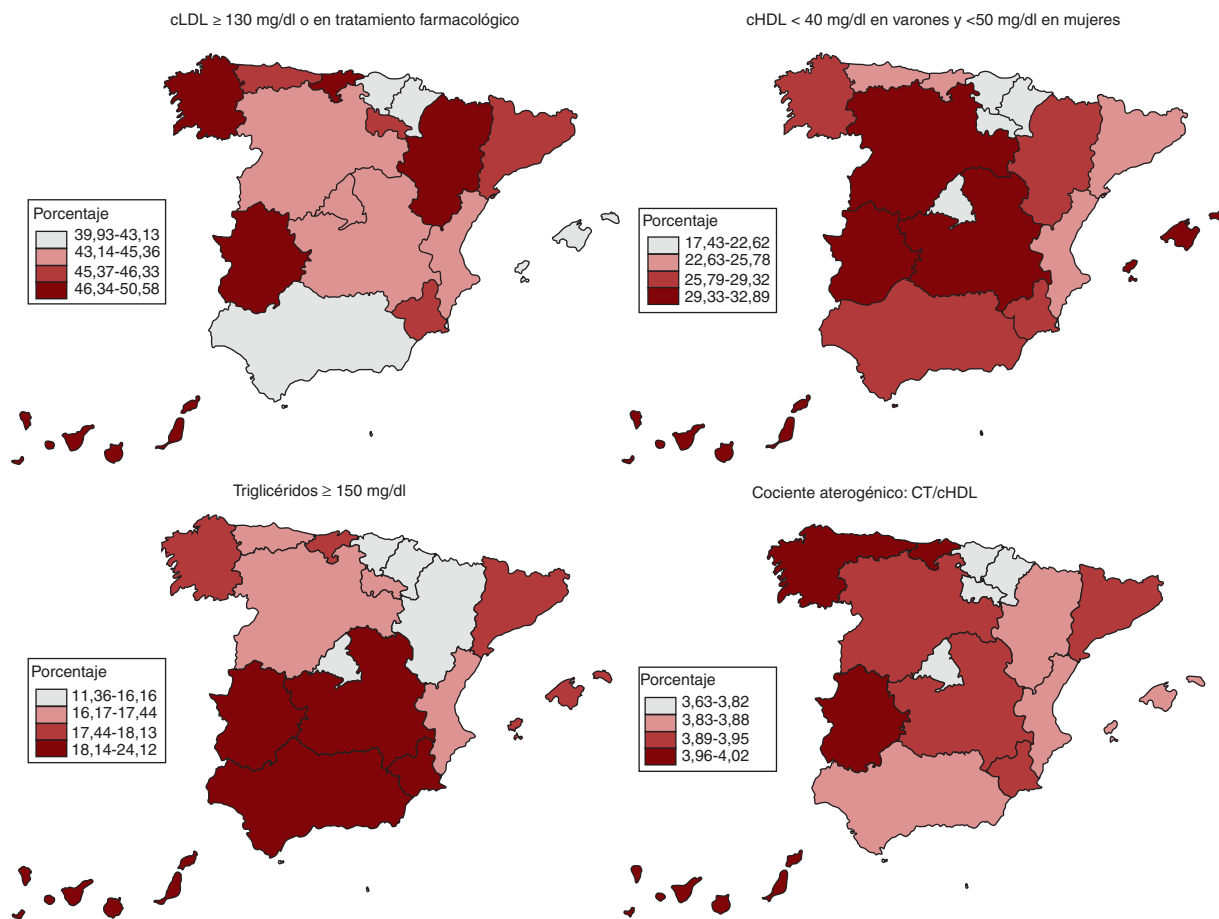 cLDL ≥ 130 mg/dl o en tratamiento farmacológico
Porcentaje
39,93-43,13
43,14-45,36
45,37-46,33
46,34-50,58
cHDL < 40 mg/dl en varones y <50 mg/dl en mujeres
Porcentaje
17,43-22,62
22,63-25,78
25,79-29,32
29,33-32,89
Triglicéridos ≥ 150 mg/dl
Porcentaje
11,36-16,16
16,17-17,44
17,44-18,13
18,14-24,12
Cociente aterogénico: CT/cHDL
Porcentaje
3,63-3,82
3,83-3,88
3,89-3,95
3,96-4,02